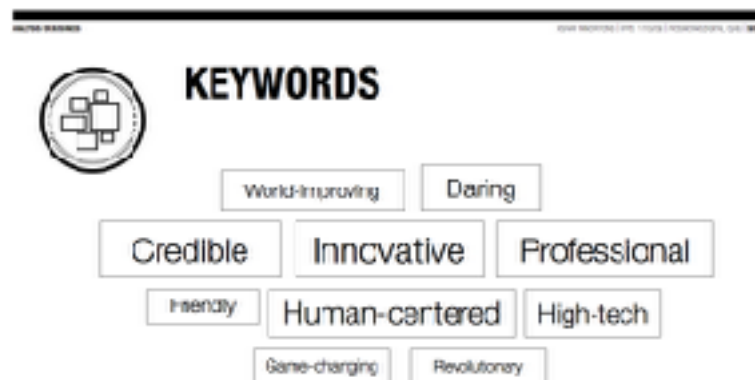 KEYWORDS
World-Improving Daring
Credible Innovative Professional
Friendly Human-centered High-tech
Game-changing Revolutionary